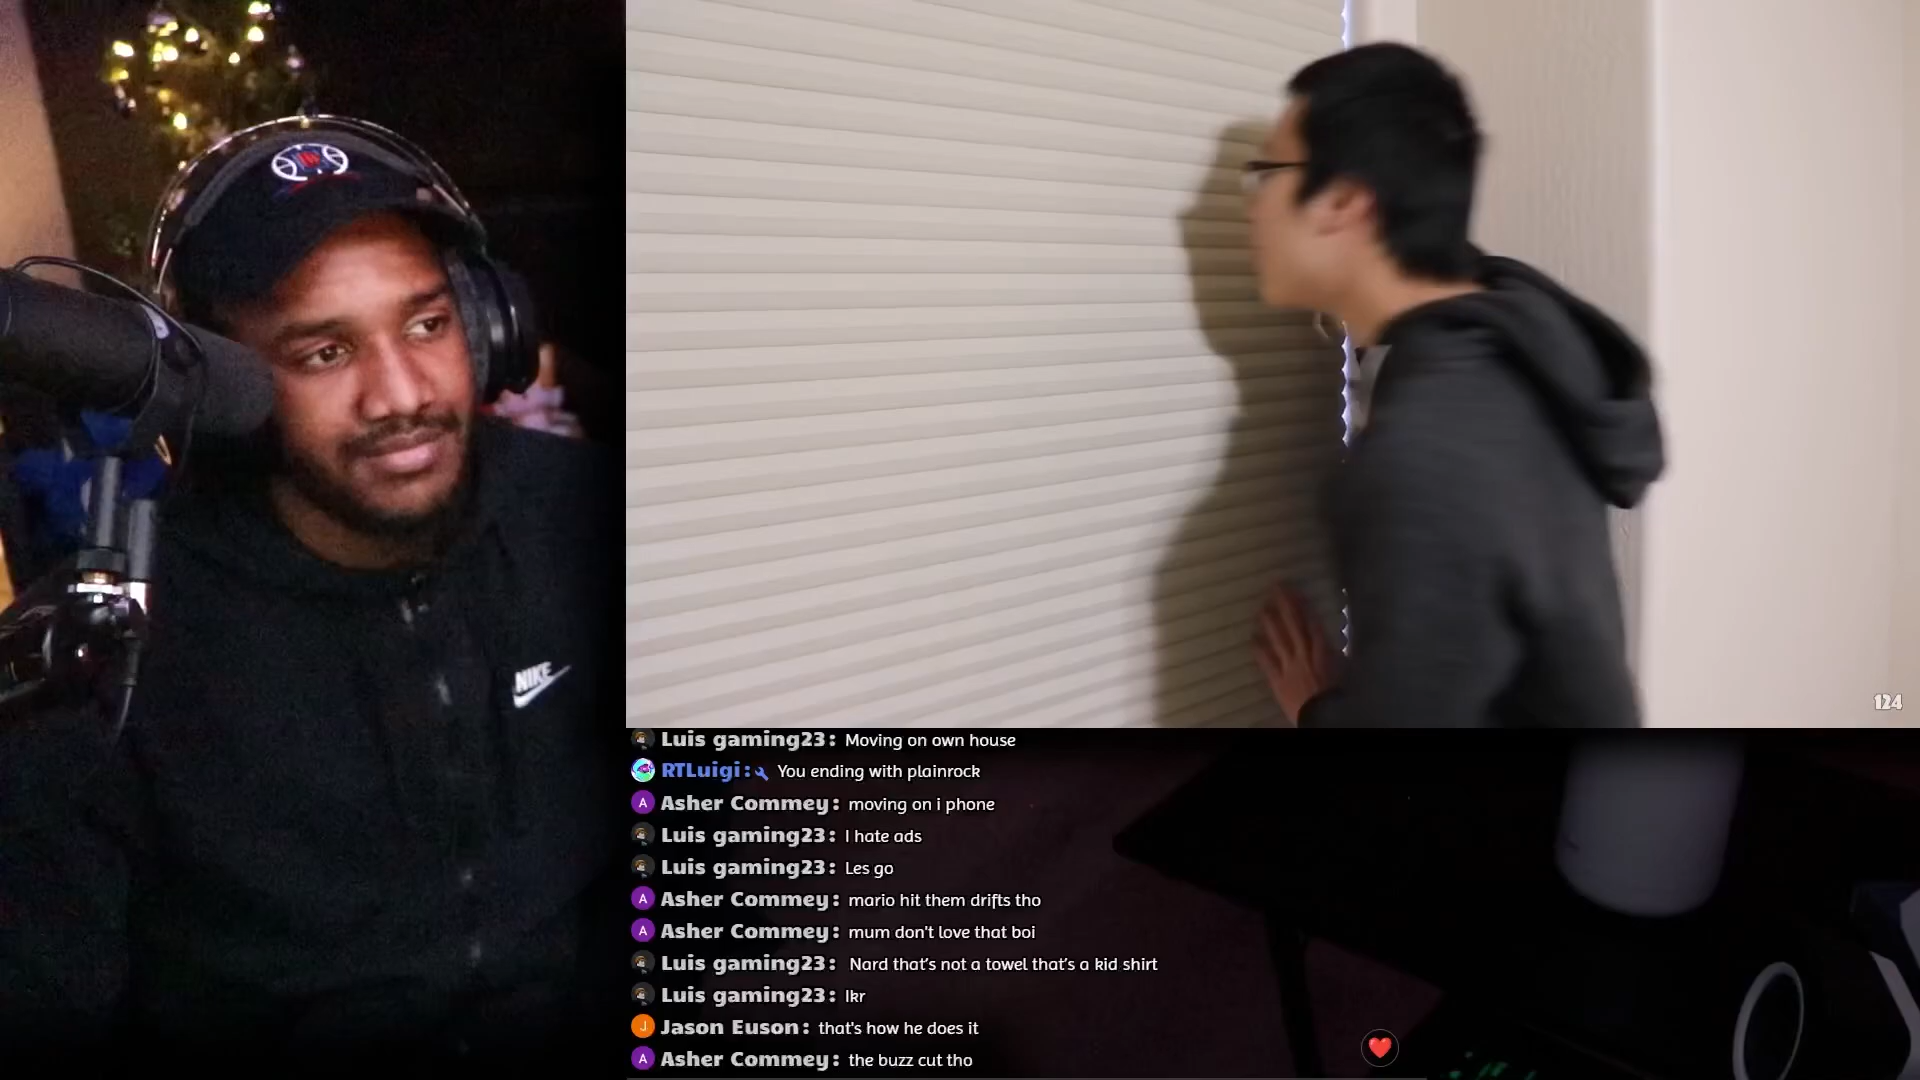 NIKE
124
Luis gaming23: Moving on own house
RTLuigi: You ending with plainrock
Asher Commey: moving on i phone
Luis gaming23: I hate ads
Luis gaming23: Les go
Asher Commey: mario hit them drifts tho
Asher Commey: mum don't love that boi
Luis gaming23: Nard that's not a towel that's a kid shirt
Luis gaming23: Ikr
Jason Euson: that's how he does it
Asher Commey: the buzz cut tho